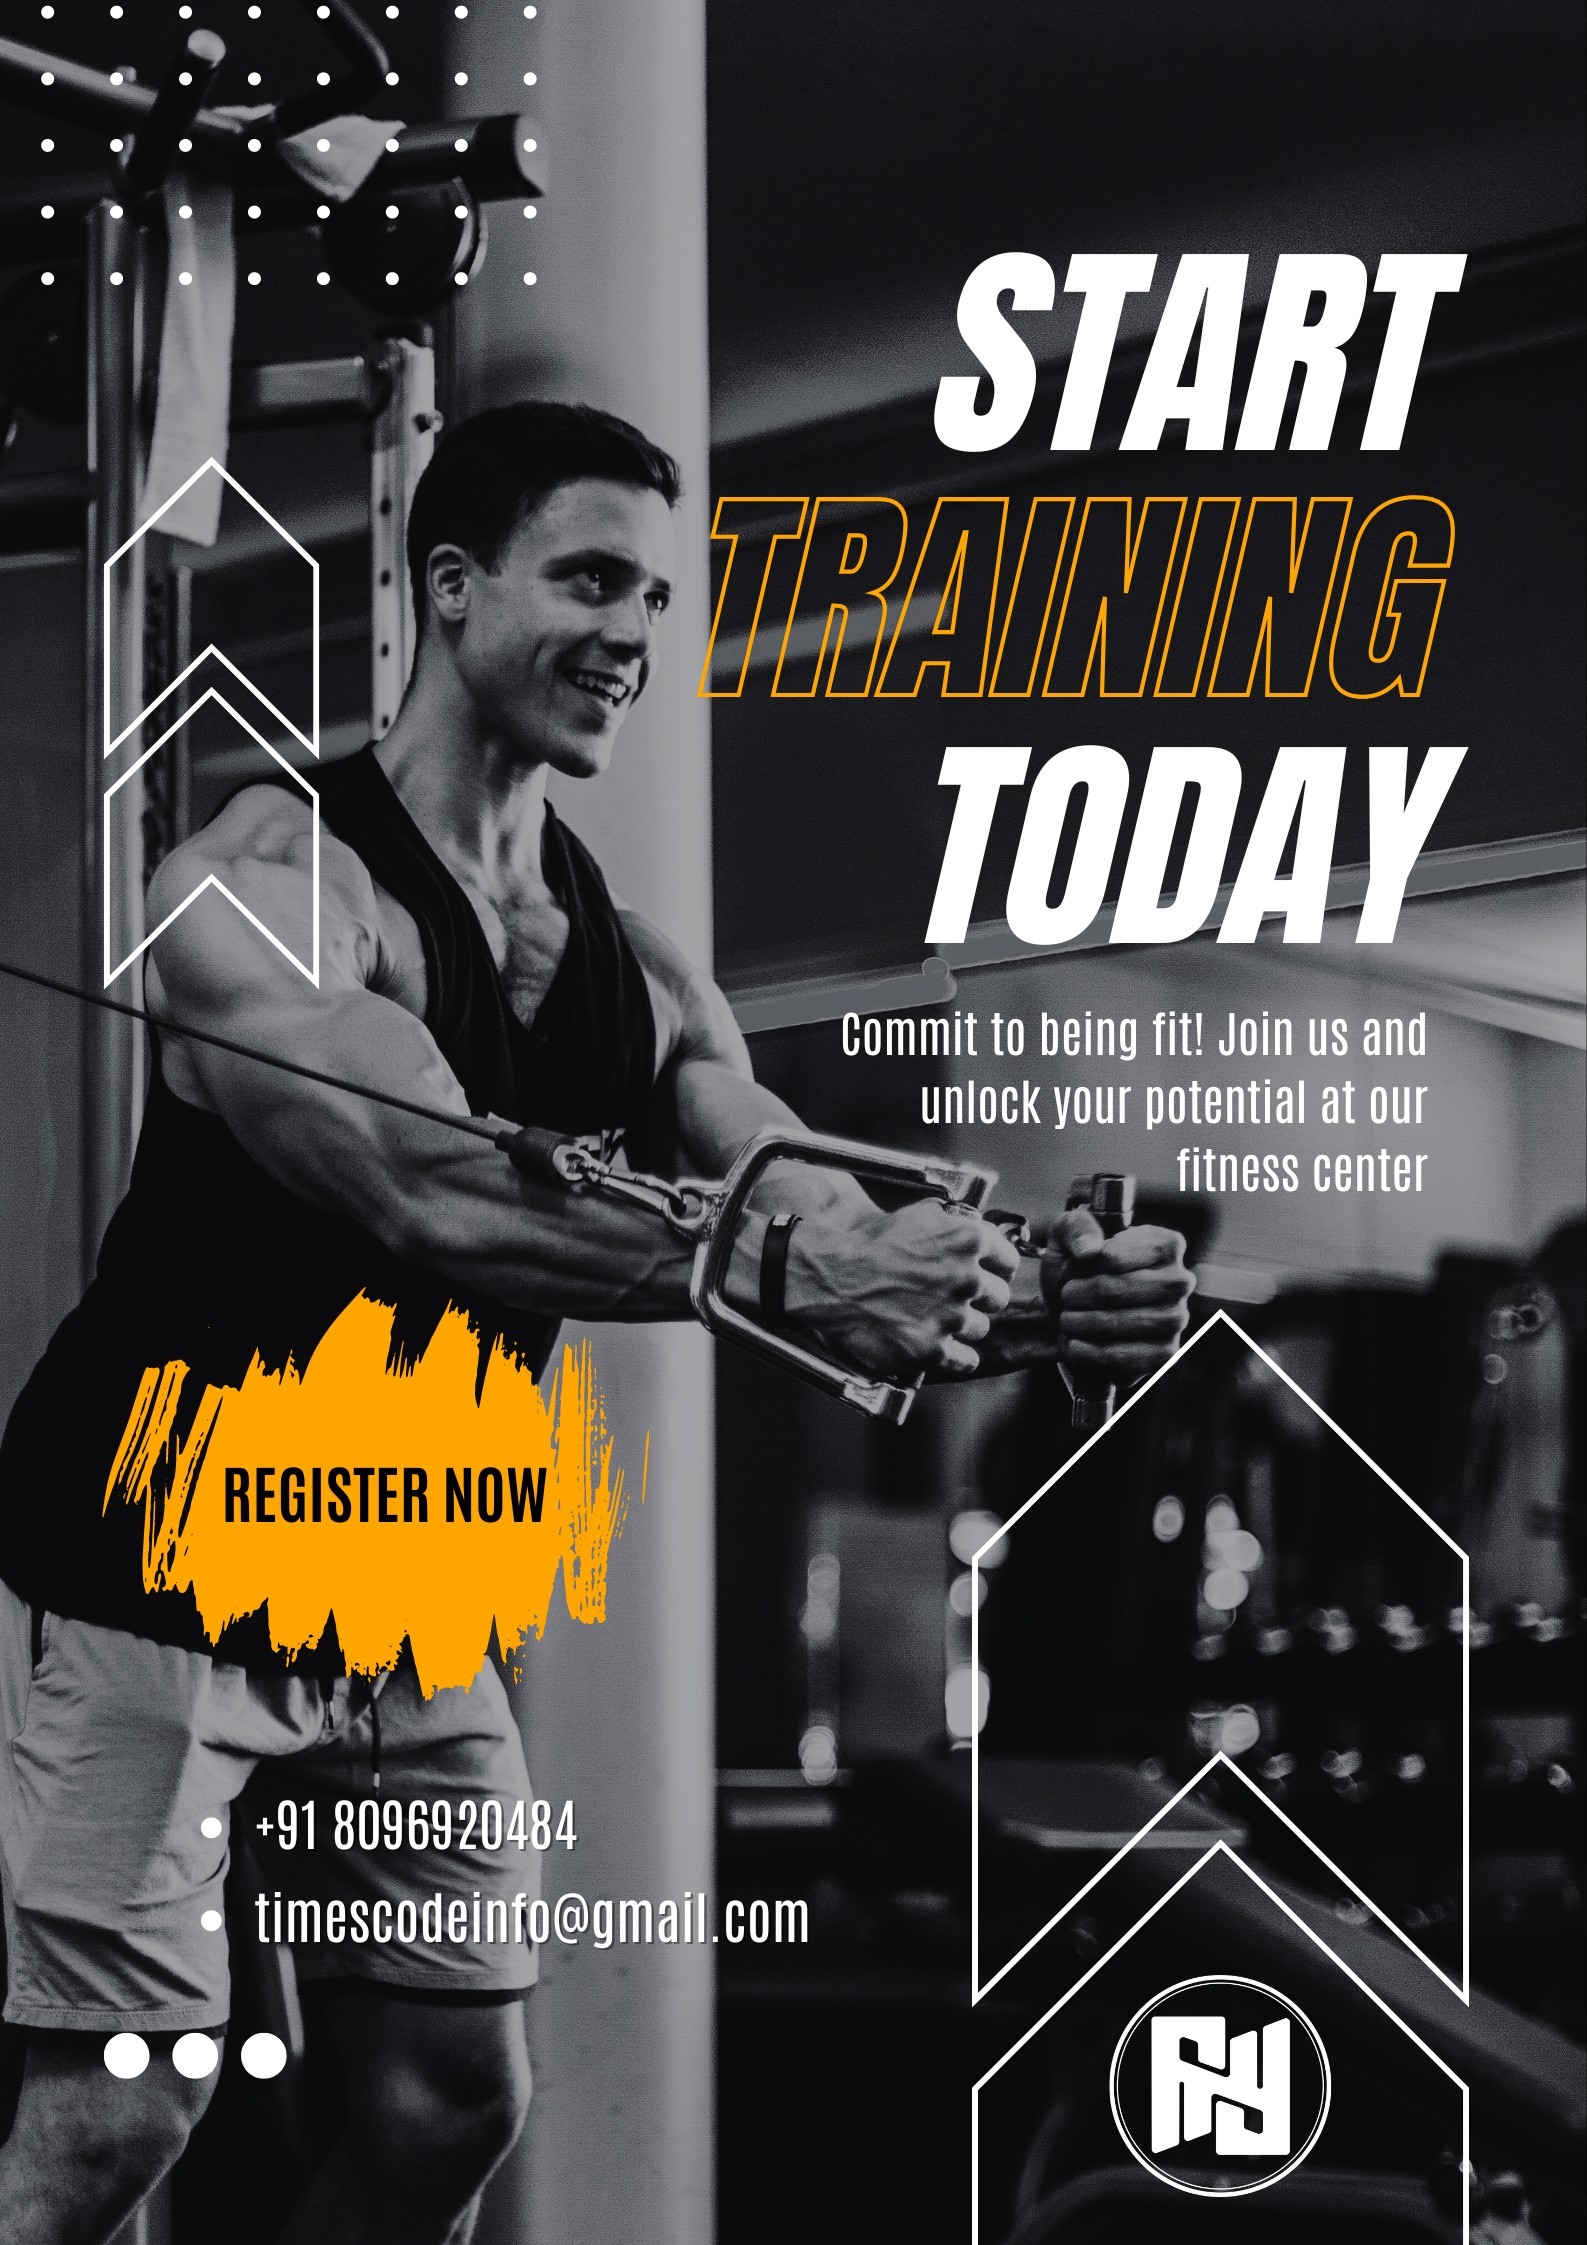 START
TRAINING
TODAY
Commit to being fit! Join us and
unlock your potential at our
fitness center
REGISTER NOW
+91 8096920484
timescodeinfo@gmail.com